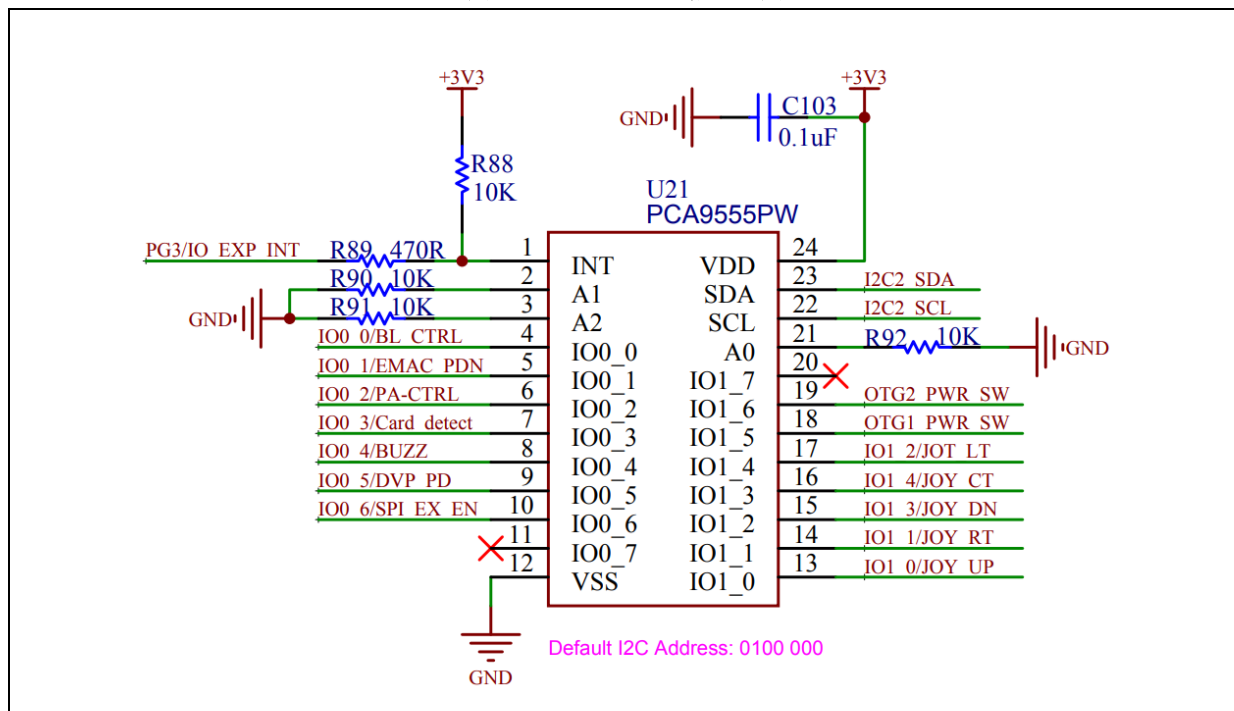 +3V3
+3V3
GND
C103
0.1uF
R88
10K
U21
PCA9555PW
PG3/IO_EXP_INT
R89 470R
1
INT
VDD
24
R90 10K
2
A1
SDA
23
I2C2_SDA
GND
R91 10K
3
A2
SCL
22
I2C2_SCL
IO0_0/BL_CTRL
4
IO0_0
A0
21
R92 10K
GND
IO0_1/EMAC_PDN
5
IO0_1
IO1_7
20
IO0_2/PA-CTRL
6
IO0_2
IO1_6
19
OTG2_PWR_SW
IO0_3/Card_detect
7
IO0_3
IO1_5
18
OTG1_PWR_SW
IO0_4/BUZZ
8
IO0_4
IO1_4
17
IO1_2/JOT_LT
IO0_5/DVP_PD
9
IO0_5
IO1_3
16
IO1_4/JOY_CT
IO0_6/SPI_EX_EN
10
IO0_6
IO1_2
15
IO1_3/JOY_DN
11
IO0_7
IO1_1
14
IO1_1/JOY_RT
12
VSS
IO1_0
13
IO1_0/JOY_UP
Default I2C Address: 0100 000
GND